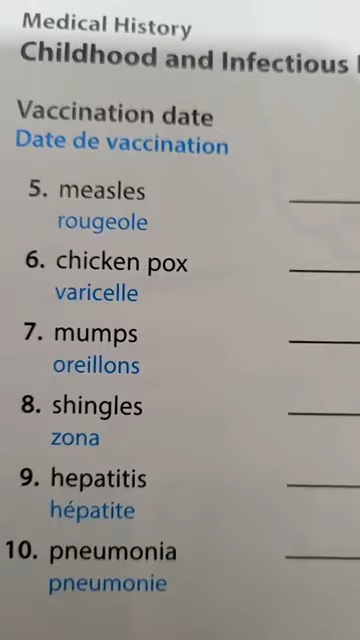 Medical History
Childhood and Infectious
Vaccination date
Date de vaccination
5. measles
rougeole
6. chicken pox
varicelle
7. mumps
oreillons
8. shingles
zona
9. hepatitis
hépatite
10. pneumonia
pneumonie